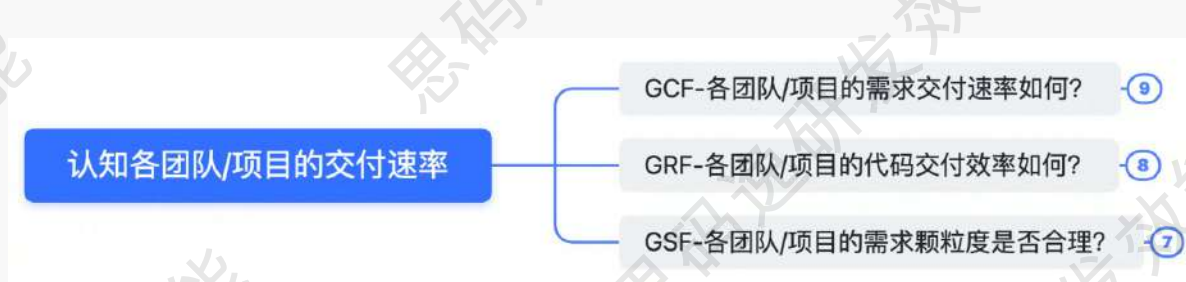 GCF-各团队/项目的需求交付速率如何?
9
认知各团队/项目的交付速率
GRF-各团队/项目的代码交付效率如何?
8
GSF-各团队/项目的需求颗粒度是否合理?
7